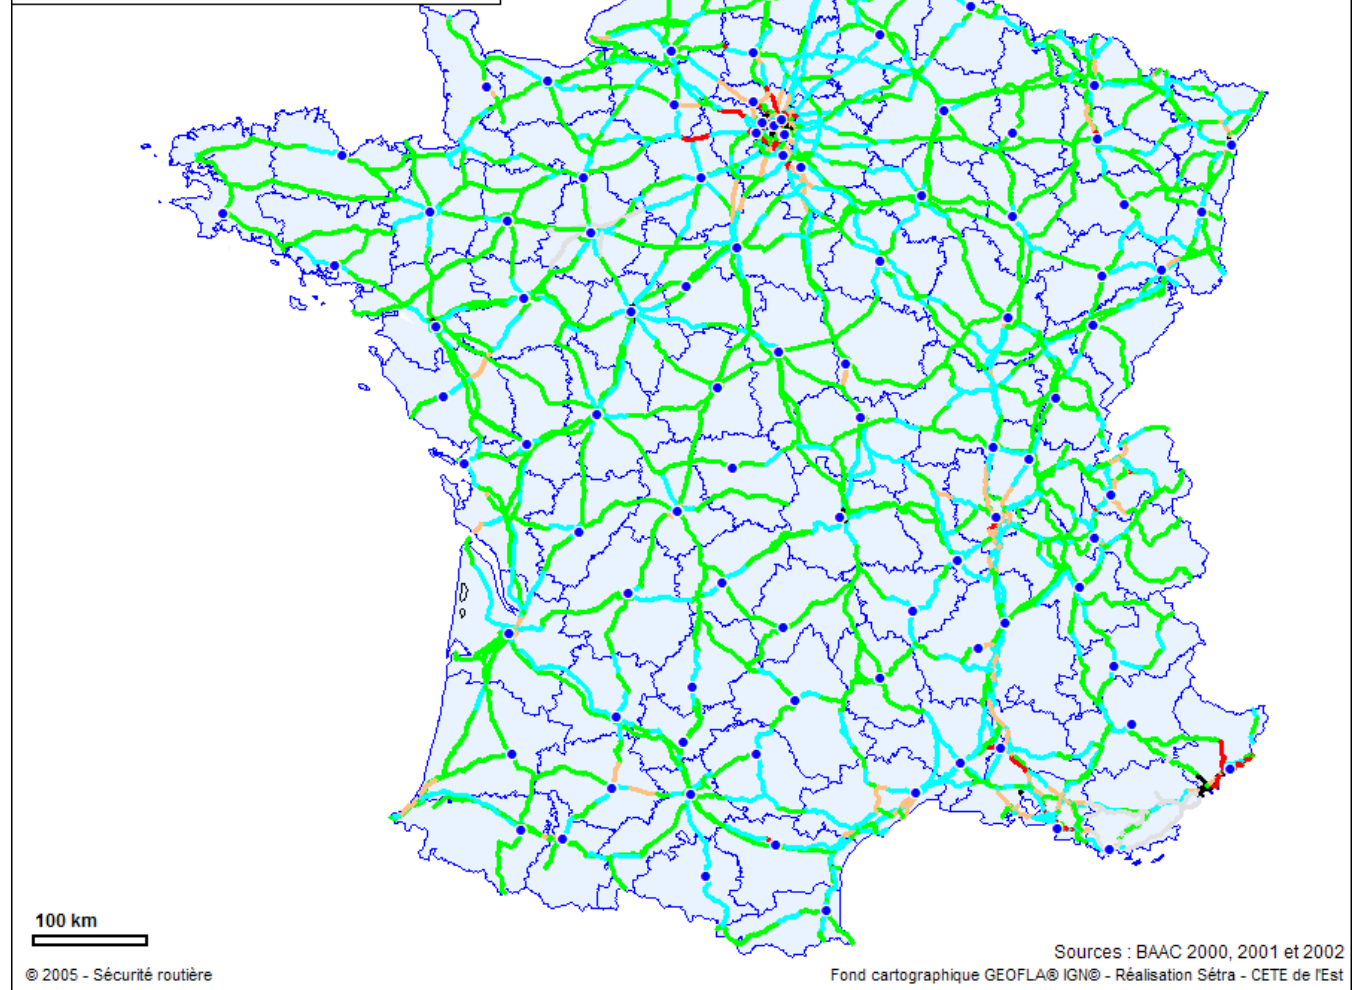 100 km
Sources : BAAC 2000, 2001 et 2002
© 2005 - Sécurité routière
Fond cartographique GEOFLA® IGN® - Réalisation Sétra - CETE de l'Est